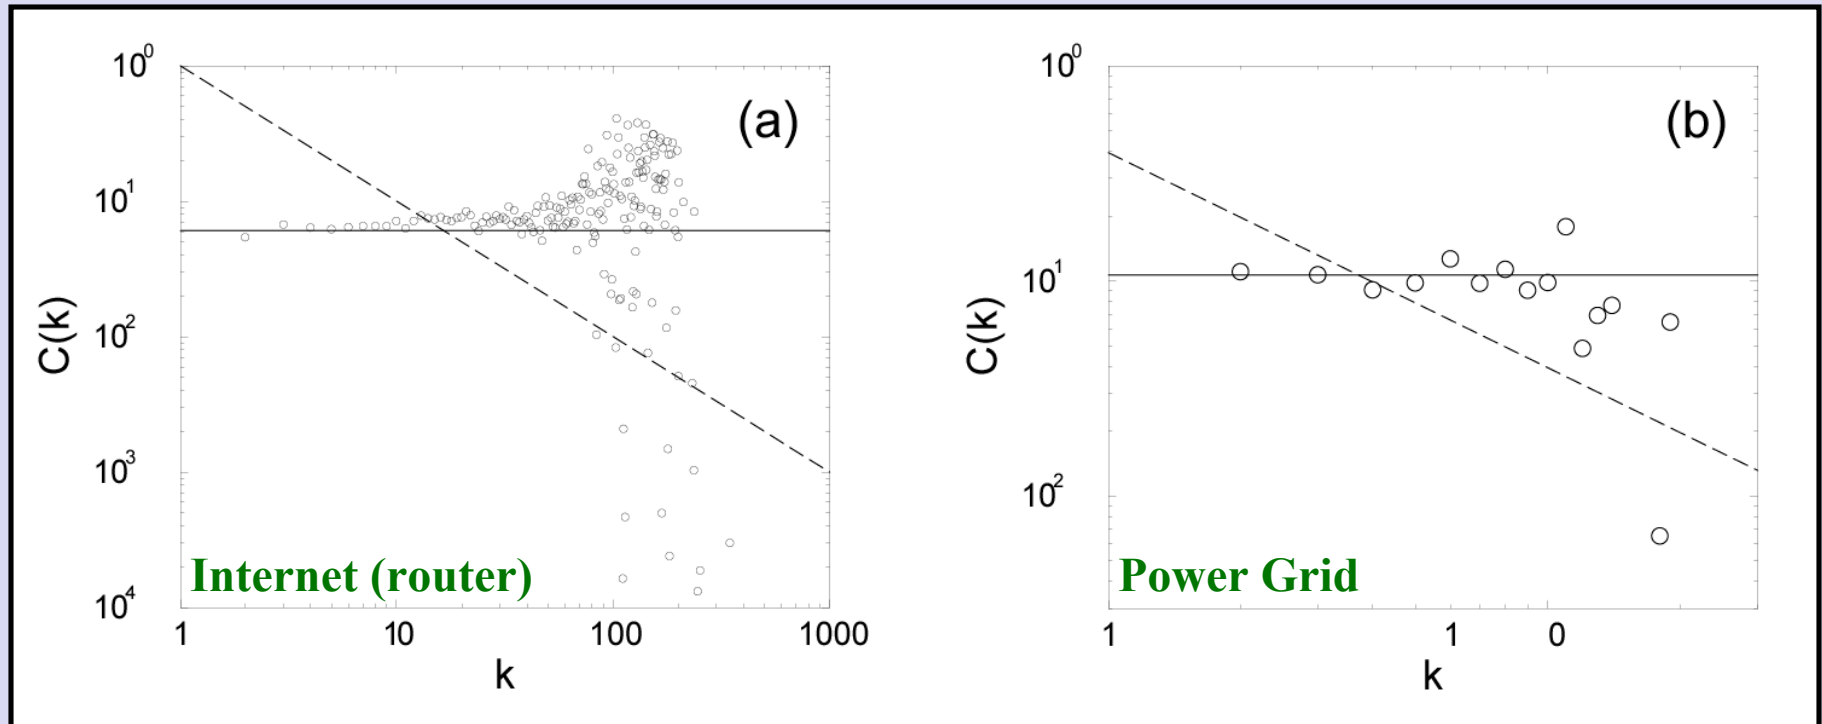 (a)
10⁰
10¹
10²
10³
10⁴
C(k)
Internet (router)
1 10 100 1000
k
(b)
10⁰
10¹
10²
C(k)
Power Grid
1 1 0
k